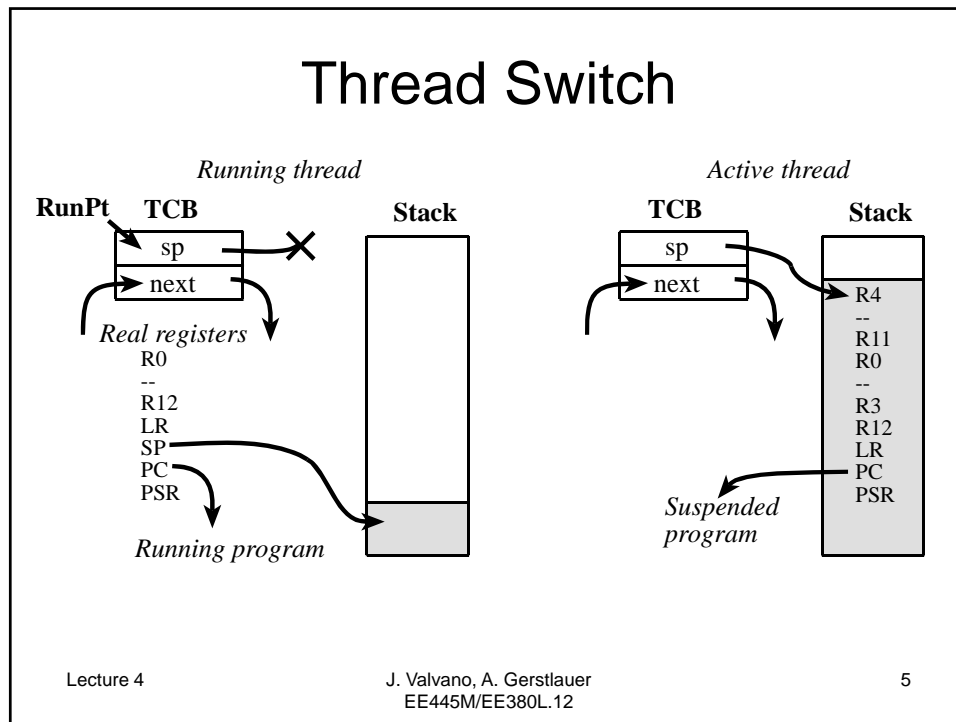 Thread Switch
Running thread
RunPt TCB
Stack
sp
next
Real registers
R0
--
R12
LR
SP
PC
PSR
Running program
Active thread
TCB
Stack
sp
next
R4
--
R11
R0
--
R3
R12
LR
PC
PSR
Suspended
program
Lecture 4
J. Valvano, A. Gerstlauer
EE445M/EE380L.12
5